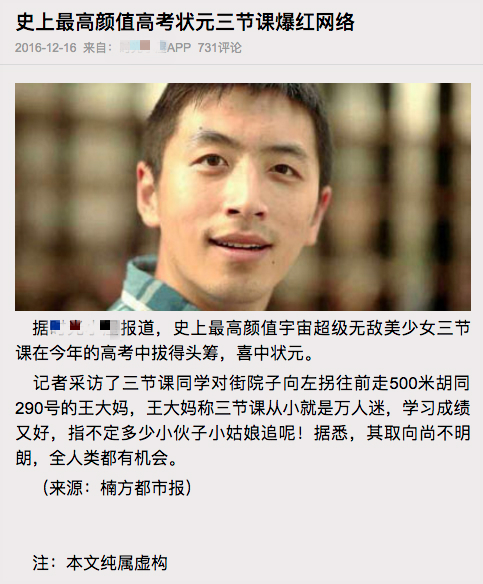 史上最高颜值高考状元三节课爆红网络
2016-12-16 来自： APP 731评论
据 报道，史上最高颜值宇宙超级无敌美少女三节
课在今年的高考中拔得头筹，喜中状元。
记者采访了三节课同学对街院子向左拐往前走500米胡同
290号的王大妈，王大妈称三节课从小就是万人迷，学习成绩
又好，指不定多少小伙子小姑娘追呢！据悉，其取向尚不明
朗，全人类都有机会。
（来源：楠方都市报）
注：本文纯属虚构